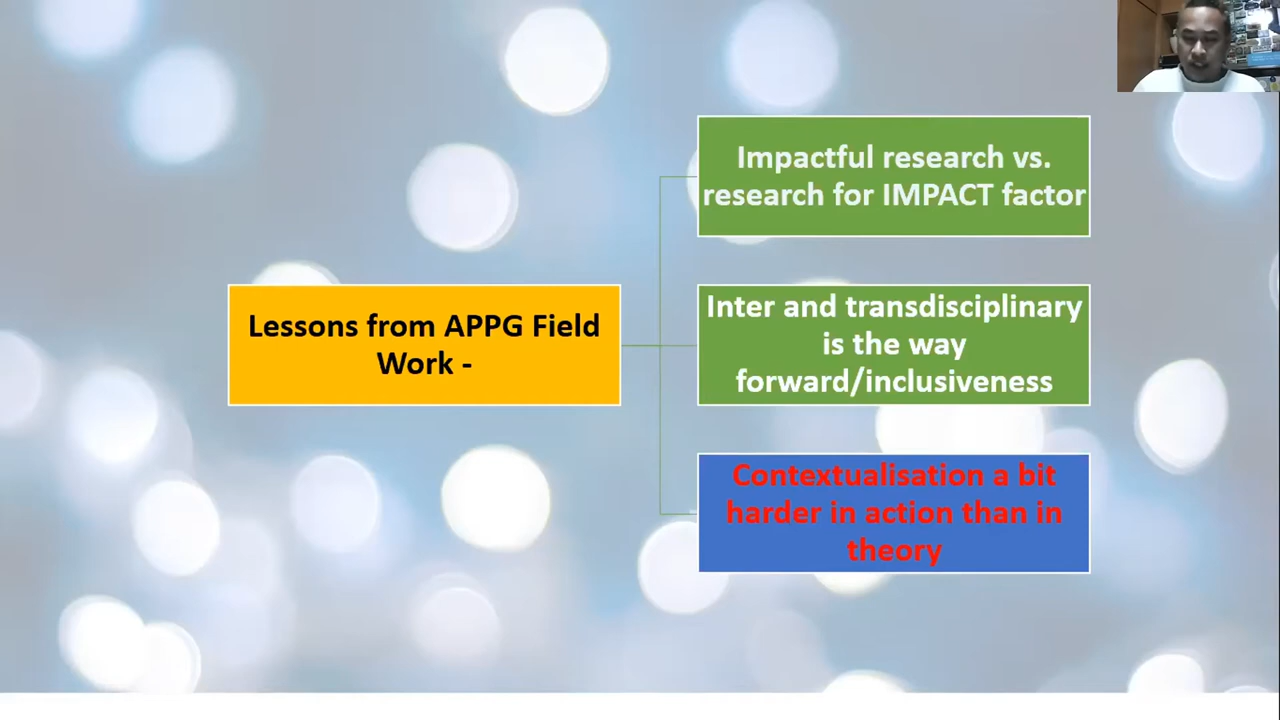 Impactful research vs.
research for IMPACT factor
Lessons from APPG Field
Work -
Inter and transdisciplinary
is the way
forward/inclusiveness
Contextualisation a bit
harder in action than in
theory